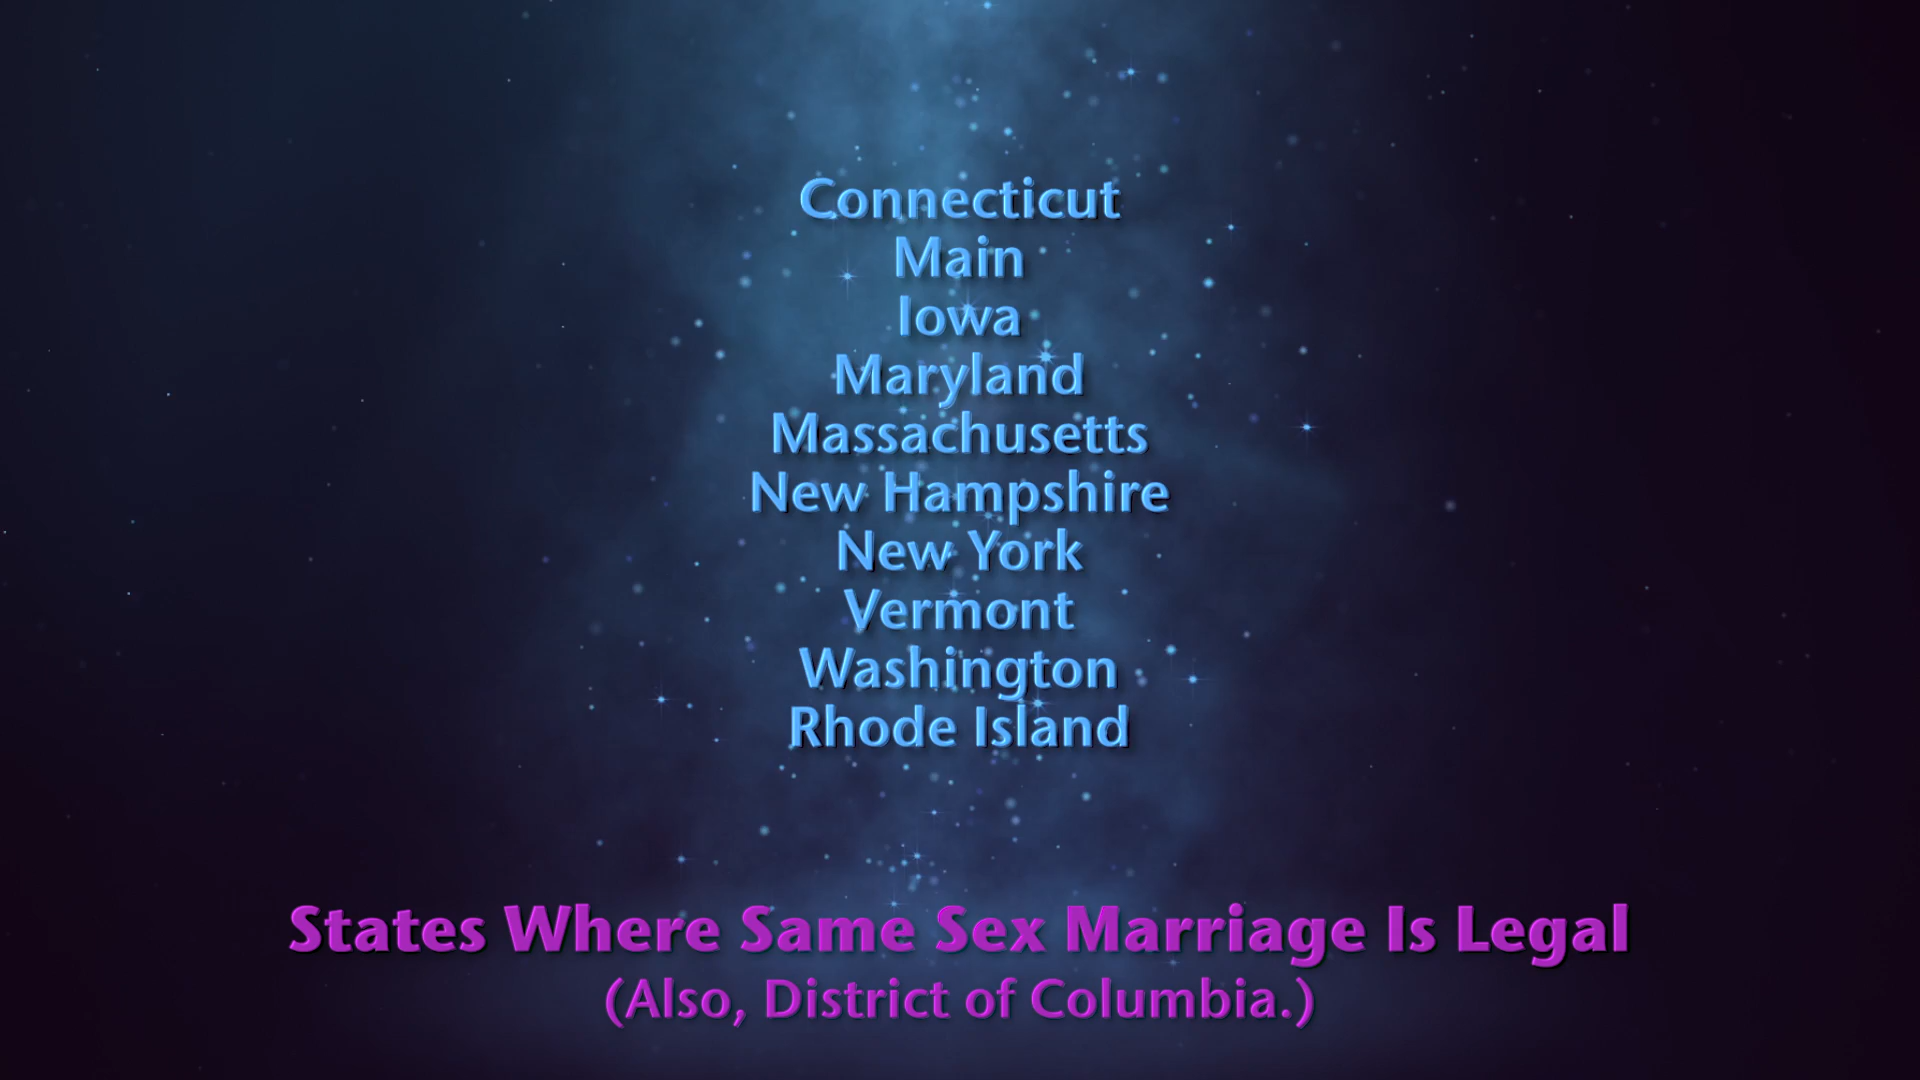 Connecticut
Main
Iowa
Maryland
Massachusetts
New Hampshire
New York
Vermont
Washington
Rhode Island
States Where Same Sex Marriage Is Legal
(Also, District of Columbia.)